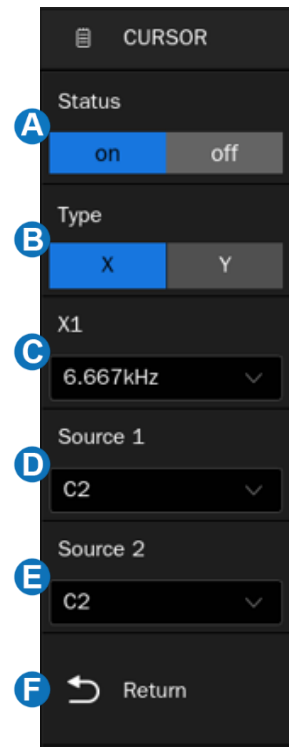 CURSOR
Status
A
on off
Type
B
X Y
X1
C
6.667kHz
Source 1
D
C2
Source 2
E
C2
F Return